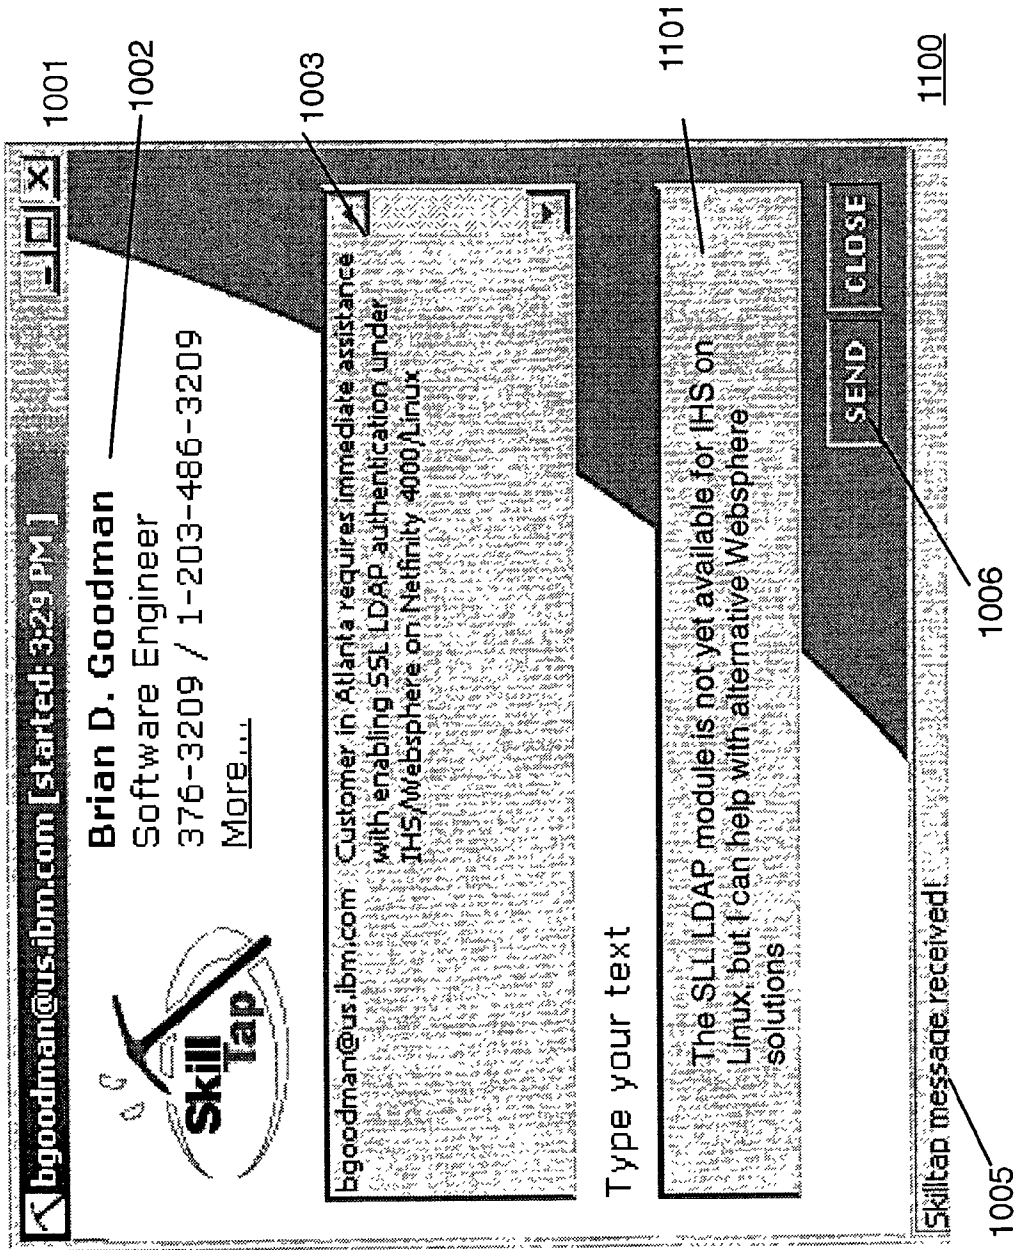 bgoodman@us.ibm.com [started: 3:29 PM]
1001
Brian D. Goodman
1002
Software Engineer
376-3209 / 1-203-486-3209
More...
Skill
Tap
1003
bgoodman@us.ibm.com Customer in Atlanta requires immediate assistance
with enabling SSL LDAP authentication under
IHS/Websphere on Netfinity 4000/Linux
Type your text
1101
The SLL LDAP module is not yet available for IHS on
Linux, but I can help with alternative Websphere
solutions
SEND CLOSE
1006
Skilltap message received!
1005
1100